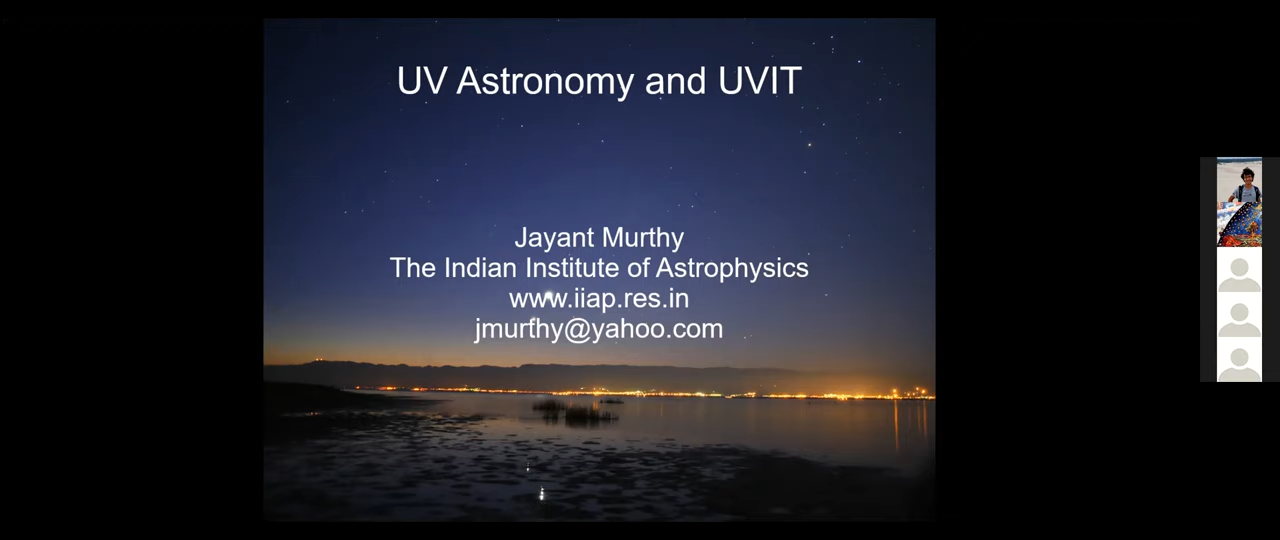 UV Astronomy and UVIT
Jayant Murthy
The Indian Institute of Astrophysics
www.iiap.res.in
jmurthy@yahoo.com